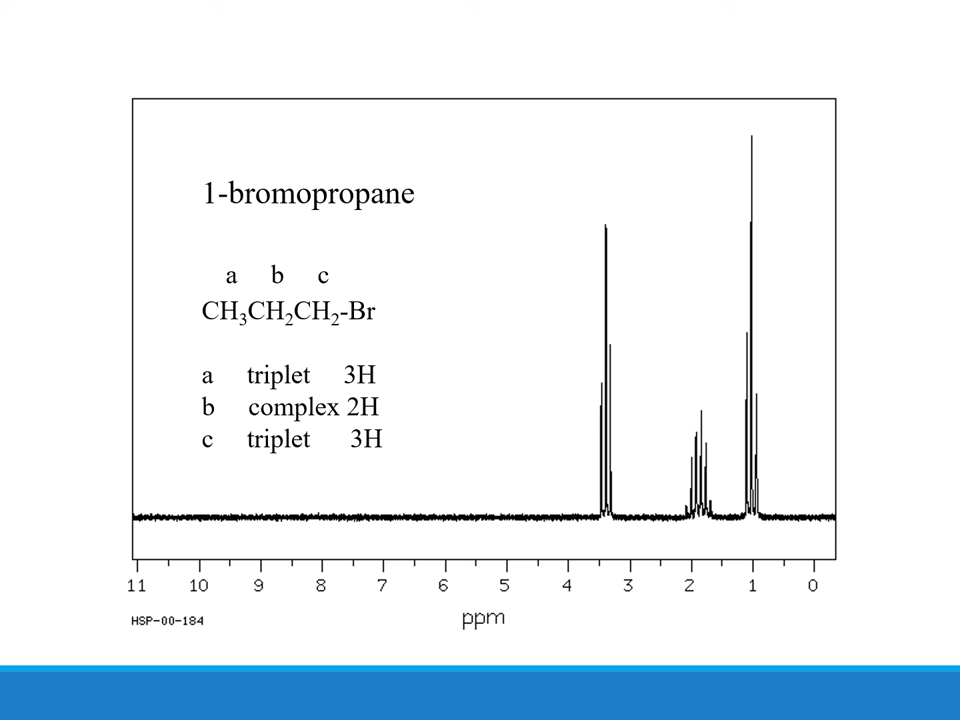 1-bromopropane
a b c
CH₃CH₂CH₂-Br
a triplet 3H
b complex 2H
c triplet 3H
11 10 9 8 7 6 5 4 3 2 1 0
HSP-00-184
ppm